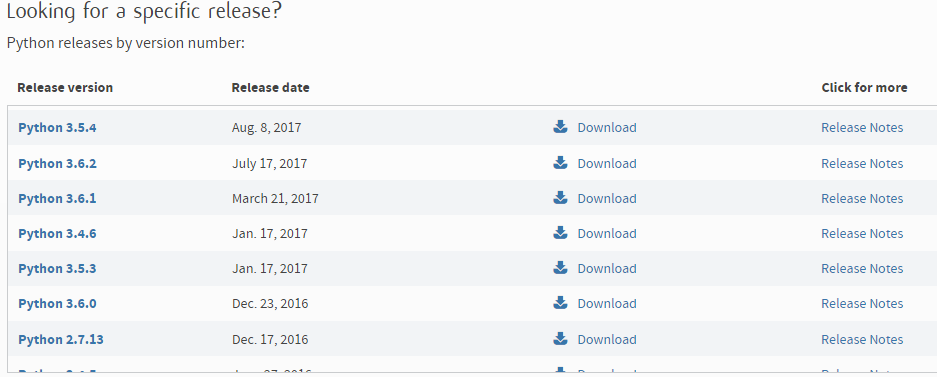 Looking for a specific release?
Python releases by version number:
Release version Release date Click for more
Python 3.5.4 Aug. 8, 2017 Download Release Notes
Python 3.6.2 July 17, 2017 Download Release Notes
Python 3.6.1 March 21, 2017 Download Release Notes
Python 3.4.6 Jan. 17, 2017 Download Release Notes
Python 3.5.3 Jan. 17, 2017 Download Release Notes
Python 3.6.0 Dec. 23, 2016 Download Release Notes
Python 2.7.13 Dec. 17, 2016 Download Release Notes